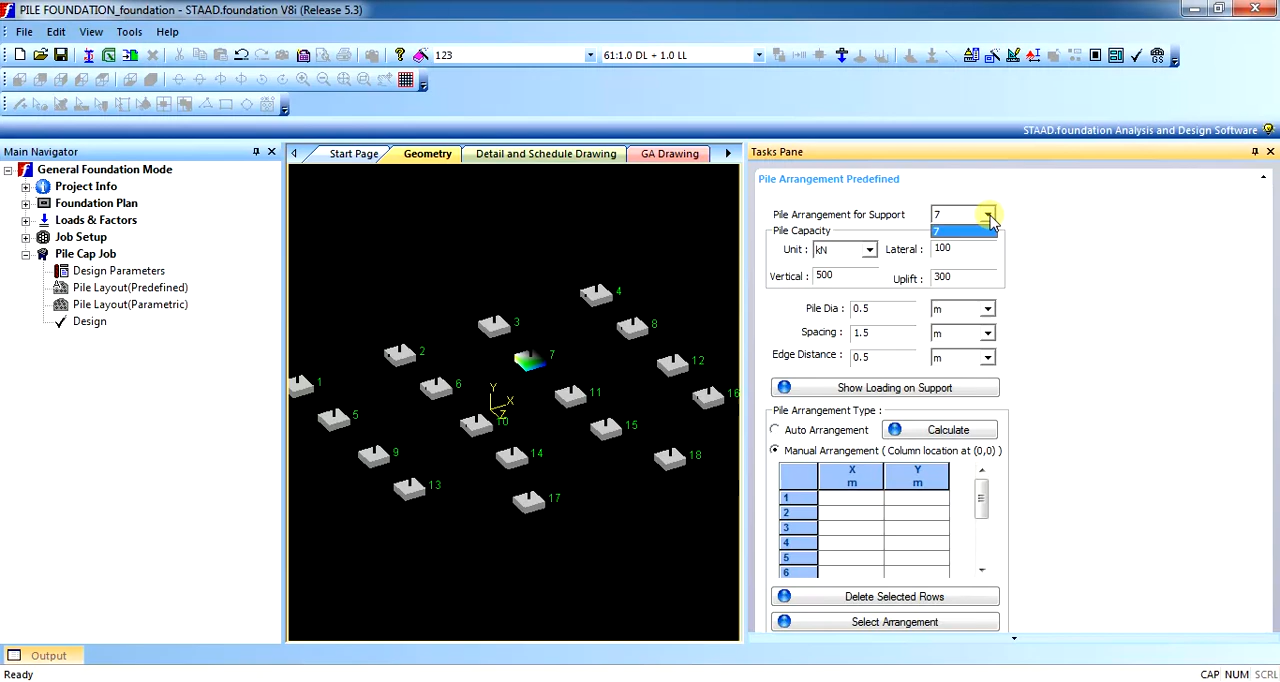 PILE FOUNDATION_foundation - STAAD.foundation V8i (Release 5.3)
File Edit View Tools Help
123 61:1.0 DL + 1.0 LL
STAAD.foundation Analysis and Design Software
Main Navigator
General Foundation Mode
Project Info
Foundation Plan
Loads & Factors
Job Setup
Pile Cap Job
Design Parameters
Pile Layout(Predefined)
Pile Layout(Parametric)
Design
Start Page Geometry Detail and Schedule Drawing GA Drawing
4
3 8
2 7 12
1 6 11 16
5 10 15
9 14 18
13 17
Y
X
Z
Tasks Pane
Pile Arrangement Predefined
Pile Arrangement for Support 7
7
Pile Capacity
Unit : kN Lateral : 100
Vertical : 500 Uplift : 300
Pile Dia : 0.5 m
Spacing : 1.5 m
Edge Distance : 0.5 m
Show Loading on Support
Pile Arrangement Type :
Auto Arrangement Calculate
Manual Arrangement ( Column location at (0,0) )
X Y
m m
1
2
3
4
5
6
Delete Selected Rows
Select Arrangement
Output
Ready CAP NUM SCRL